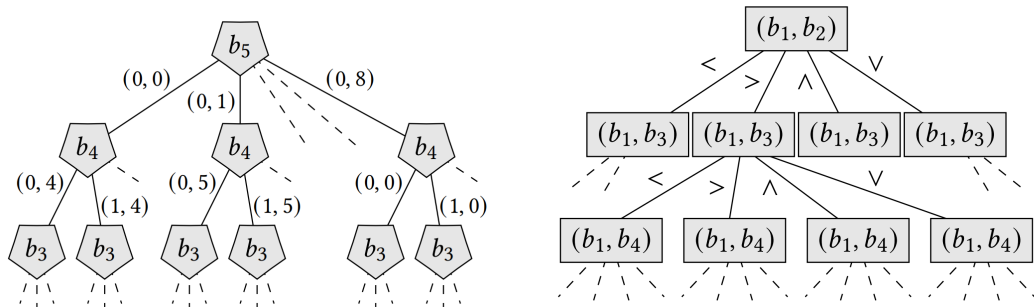 b₅
(0, 0) (0, 1) (0, 8)
b₄ b₄ b₄
(0, 4) (1, 4) (0, 5) (1, 5) (0, 0) (1, 0)
b₃ b₃ b₃ b₃ b₃ b₃
(b₁, b₂)
< > ∧ ∨
(b₁, b₃) (b₁, b₃) (b₁, b₃) (b₁, b₃)
< > ∧ ∨
(b₁, b₄) (b₁, b₄) (b₁, b₄) (b₁, b₄)